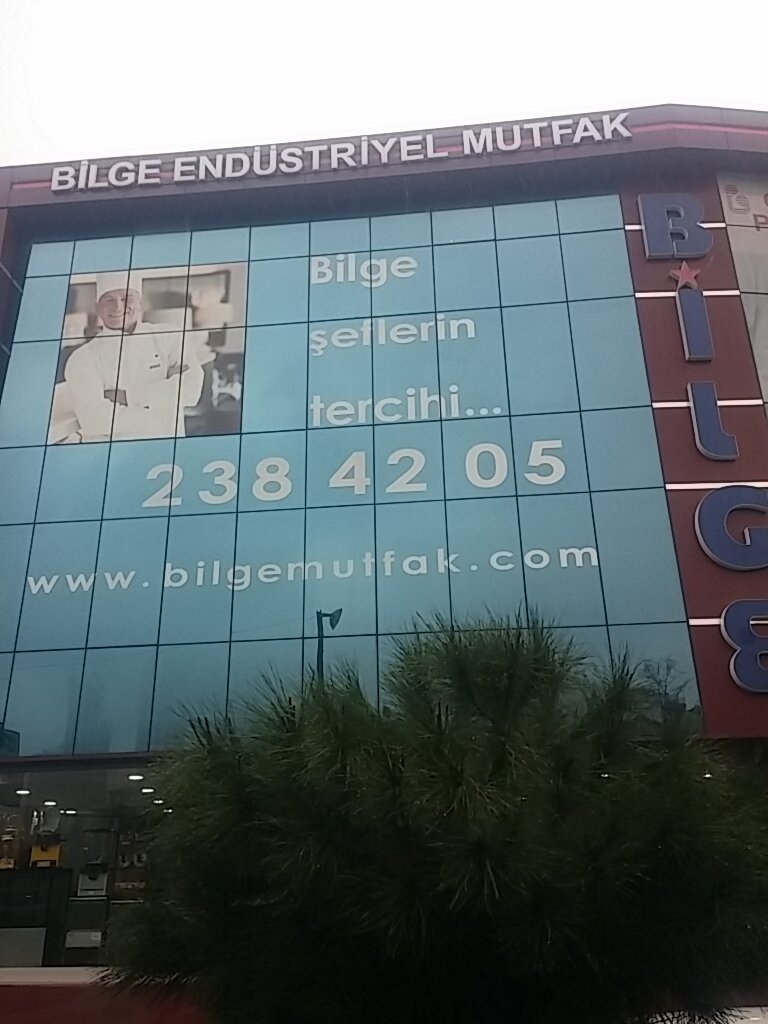 BİLGE ENDÜSTRİYEL MUTFAK
BİLGE
Bilge
şeflerin
tercihi...
238 42 05
www.bilgemutfak.com